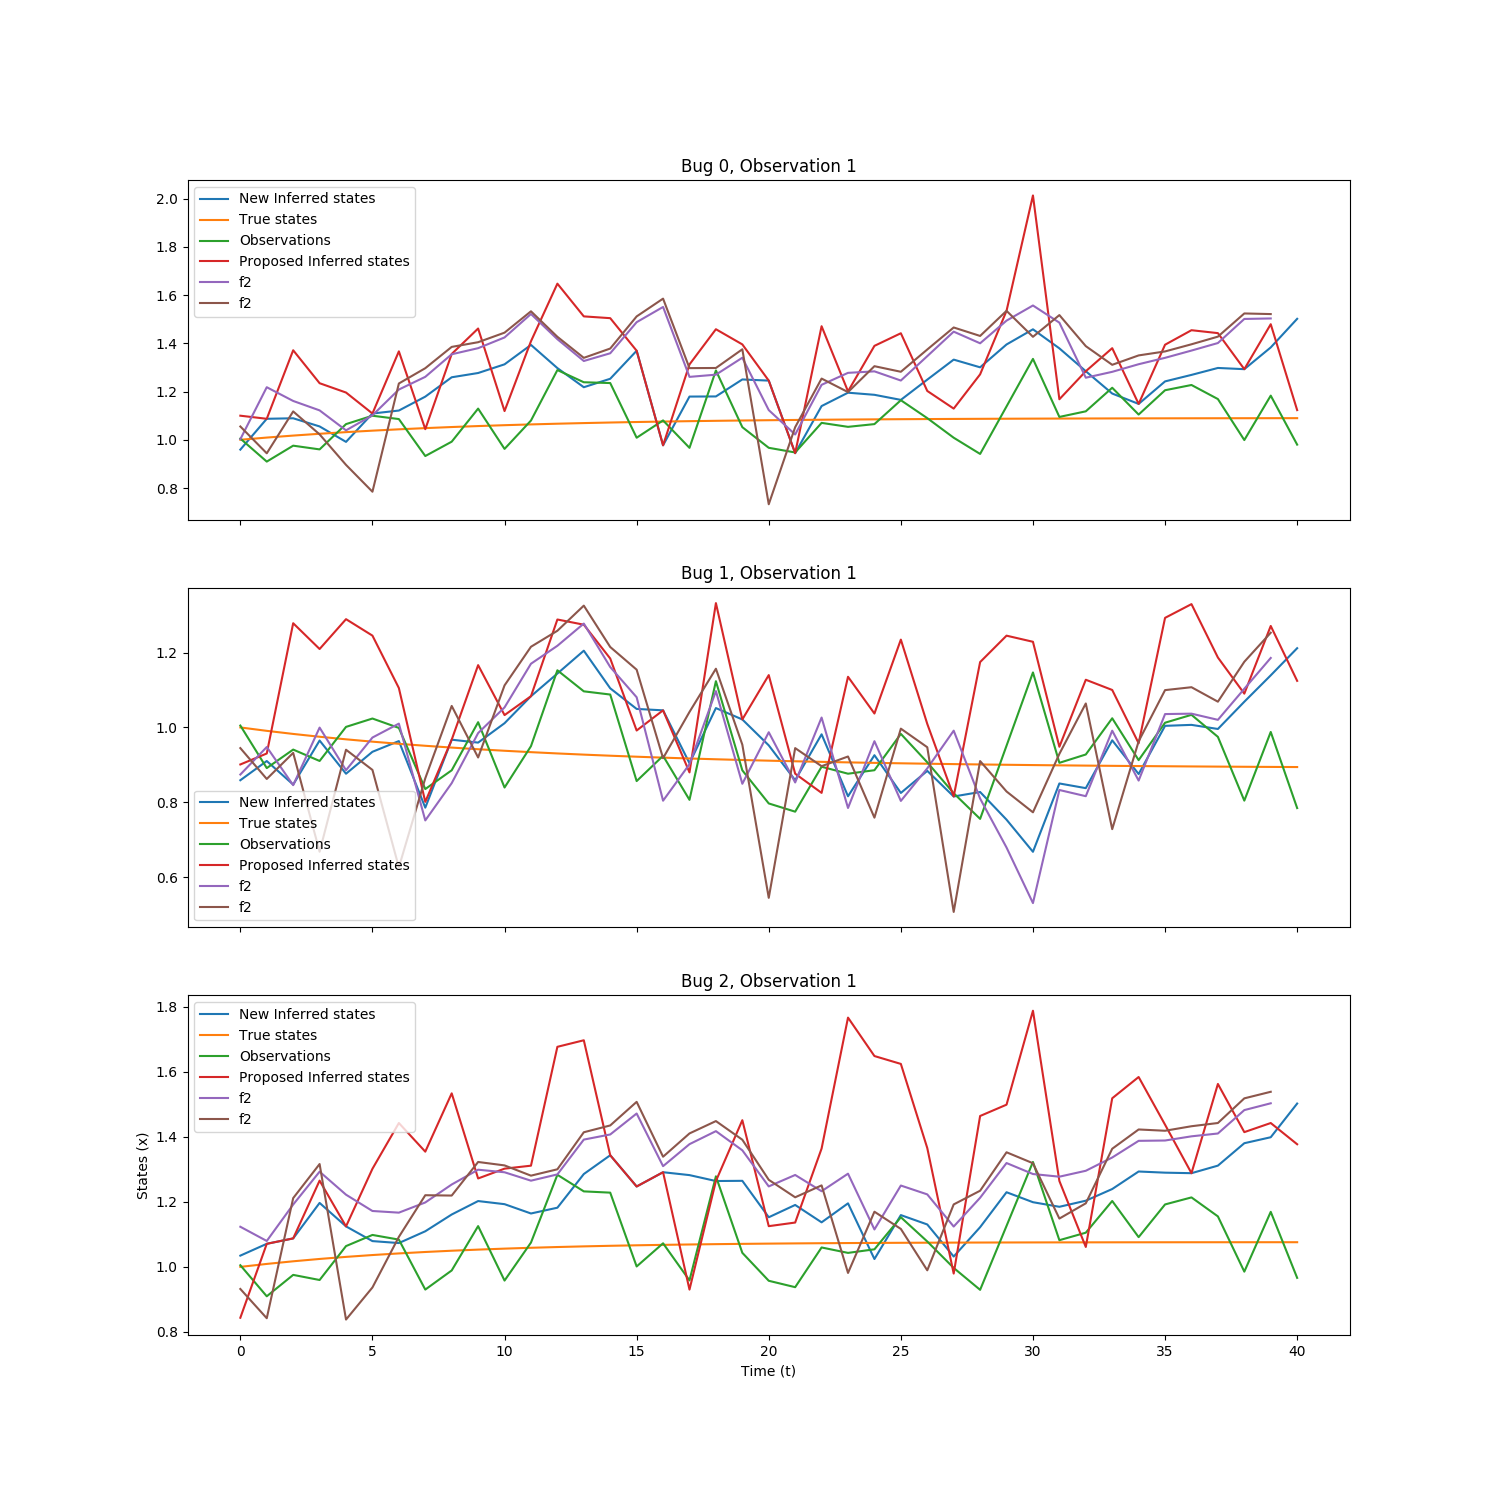 Bug 0, Observation 1
2.0
1.8
1.6
1.4
1.2
1.0
0.8
New Inferred states
True states
Observations
Proposed Inferred states
f2
f2
Bug 1, Observation 1
1.2
1.0
0.8
0.6
New Inferred states
True states
Observations
Proposed Inferred states
f2
f2
Bug 2, Observation 1
1.8
1.6
1.4
1.2
1.0
0.8
New Inferred states
True states
Observations
Proposed Inferred states
f2
f2
States (x)
0 5 10 15 20 25 30 35 40
Time (t)